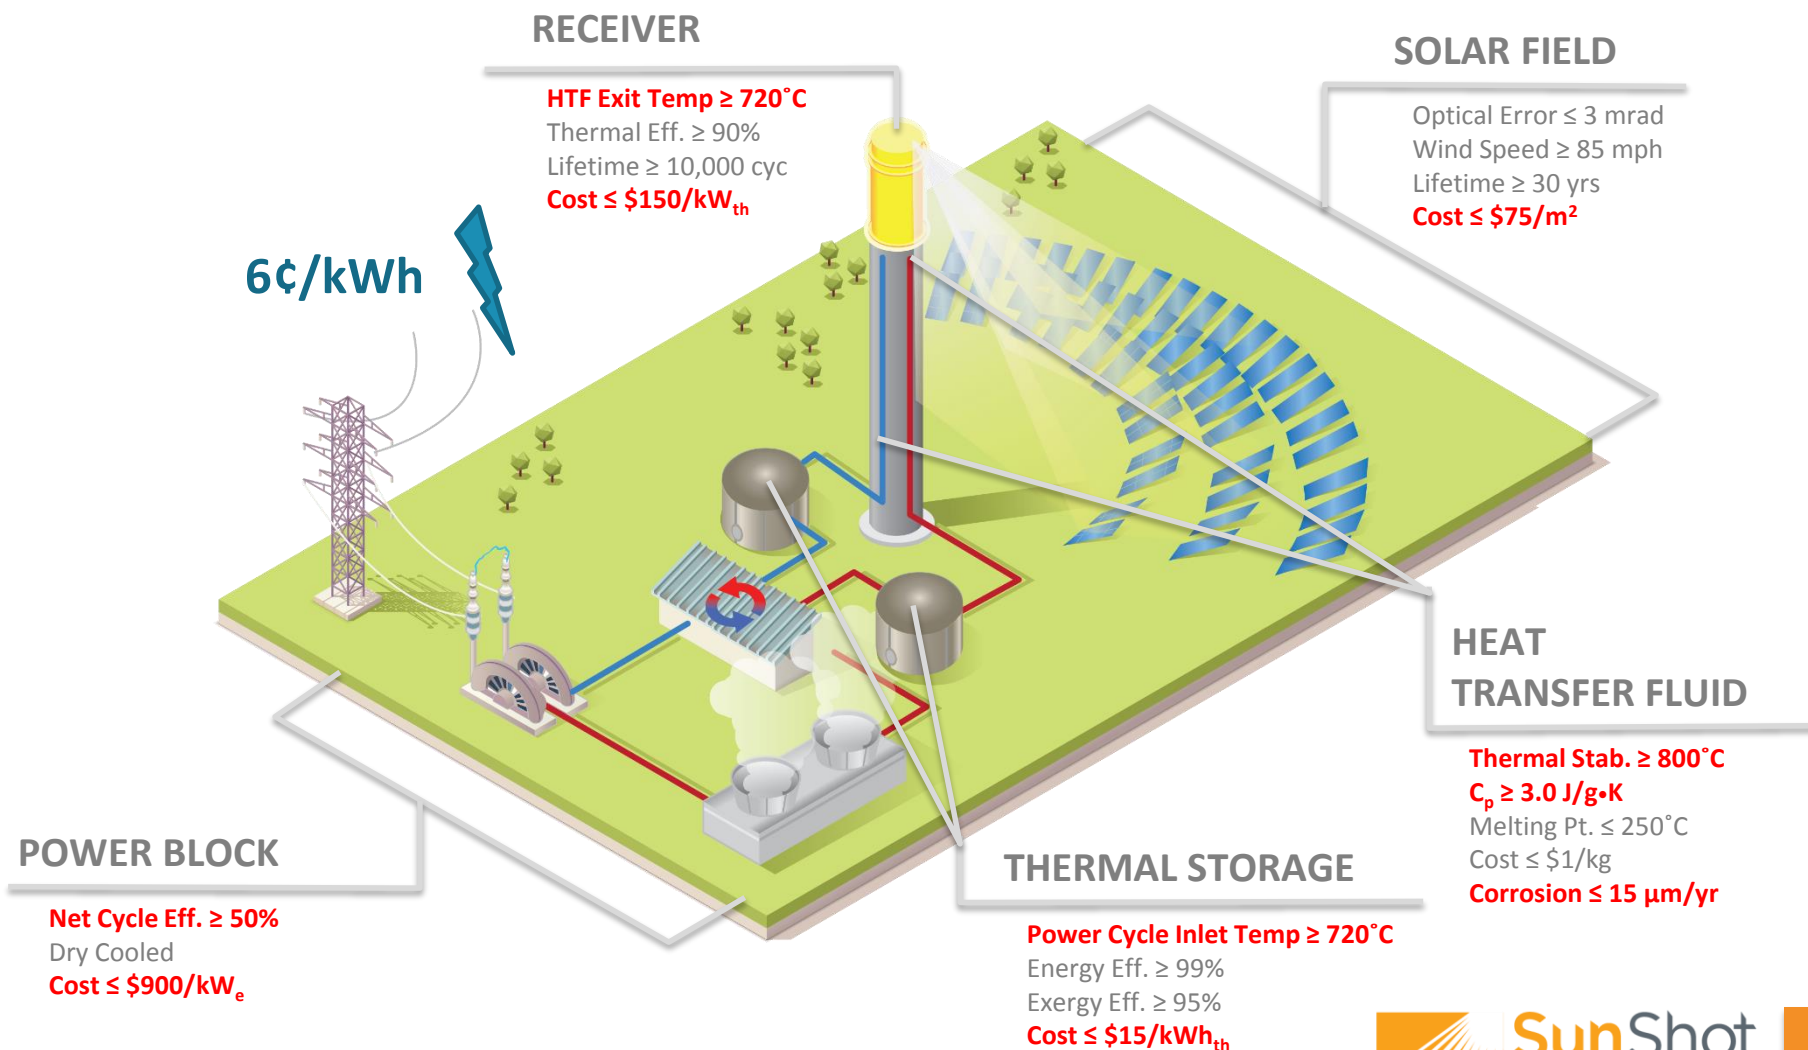 RECEIVER
HTF Exit Temp ≥ 720˚C
Thermal Eff. ≥ 90%
Lifetime ≥ 10,000 cyc
Cost ≤ $150/kWth
SOLAR FIELD
Optical Error ≤ 3 mrad
Wind Speed ≥ 85 mph
Lifetime ≥ 30 yrs
Cost ≤ $75/m²
6¢/kWh
HEAT
TRANSFER FLUID
Thermal Stab. ≥ 800˚C
Cp ≥ 3.0 J/g•K
Melting Pt. ≤ 250˚C
Cost ≤ $1/kg
Corrosion ≤ 15 µm/yr
POWER BLOCK
Net Cycle Eff. ≥ 50%
Dry Cooled
Cost ≤ $900/kWe
THERMAL STORAGE
Power Cycle Inlet Temp ≥ 720˚C
Energy Eff. ≥ 99%
Exergy Eff. ≥ 95%
Cost ≤ $15/kWhth
SunShot